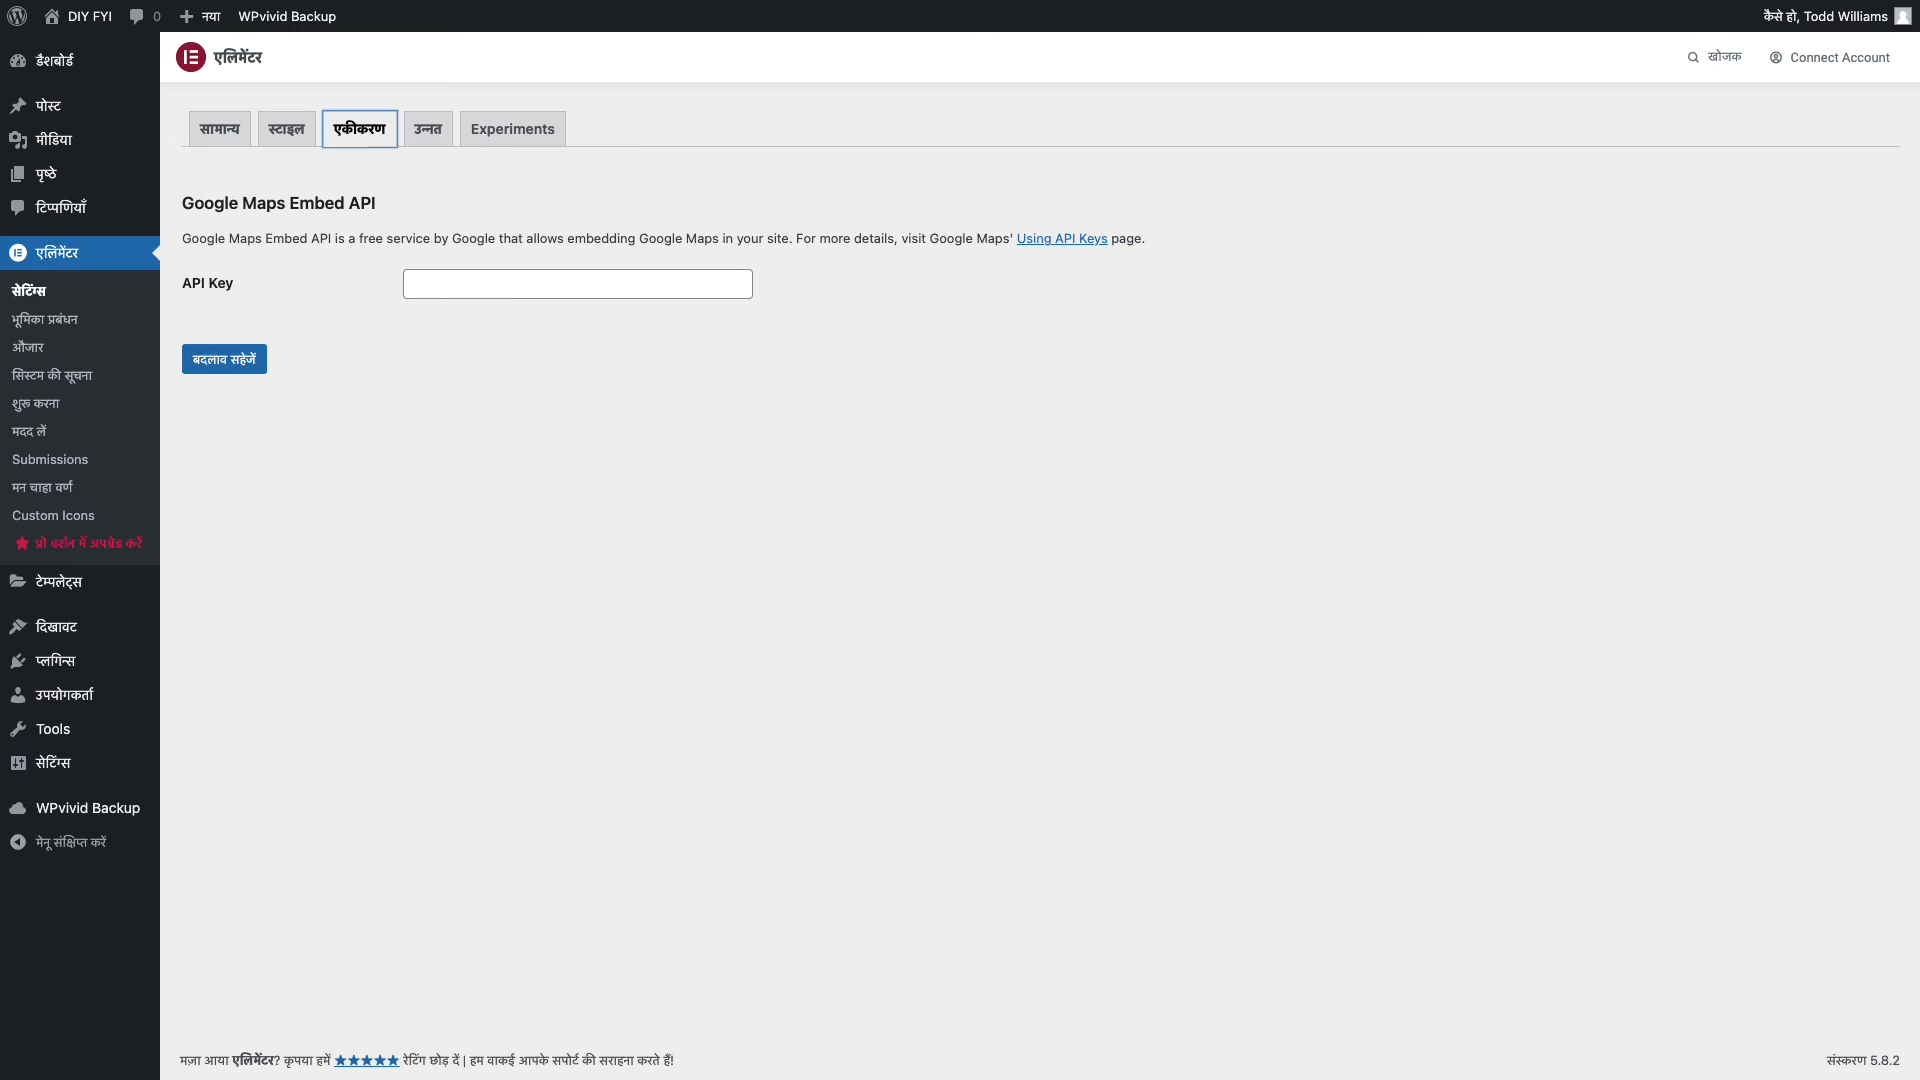 DIY FYI
0
नया
WPvivid Backup
कैसे हो, Todd Williams
डैशबोर्ड
पोस्ट
मीडिया
पृष्ठे
टिप्पणियाँ
एलिमेंटर
सेटिंग्स
भूमिका प्रबंधन
औजार
सिस्टम की सूचना
शुरू करना
मदद लें
Submissions
मन चाहा वर्ण
Custom Icons
प्रो वर्शन में अपग्रेड करें
टेम्पलेट्स
दिखावट
प्लगिन्स
उपयोगकर्ता
Tools
सेटिंग्स
WPvivid Backup
मेनू संक्षिप्त करें
एलिमेंटर
खोजक
Connect Account
सामान्य
स्टाइल
एकीकरण
उन्नत
Experiments
Google Maps Embed API
Google Maps Embed API is a free service by Google that allows embedding Google Maps in your site. For more details, visit Google Maps' Using API Keys page.
API Key
बदलाव सहेजें
मज़ा आया एलिमेंटर? कृपया हमें ★★★★★ रेटिंग छोड़ दें | हम वाकई आपके सपोर्ट की सराहना करते हैं!
संस्करण 5.8.2